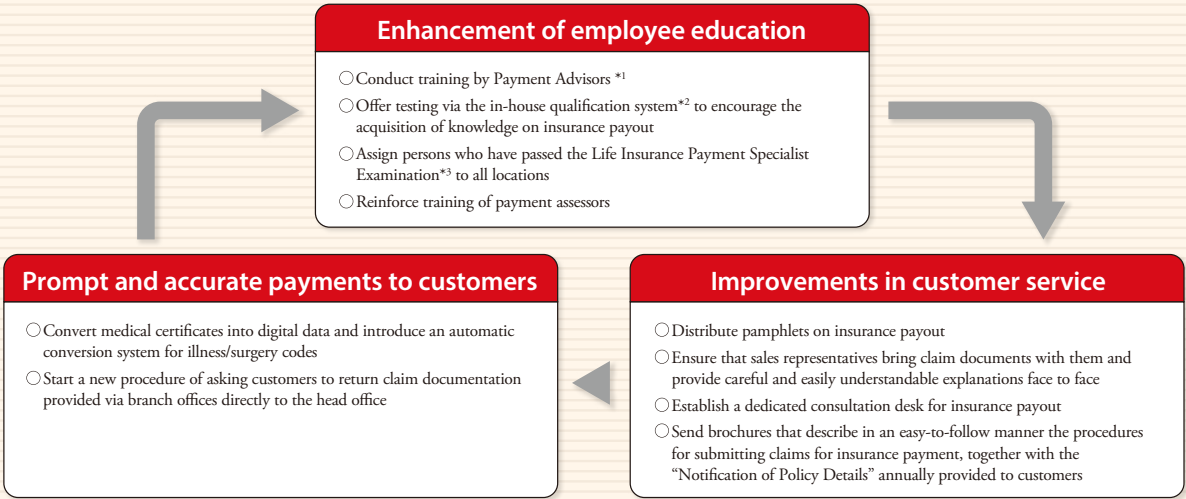 Enhancement of employee education
○Conduct training by Payment Advisors *1
○Offer testing via the in-house qualification system*2 to encourage the
acquisition of knowledge on insurance payout
○Assign persons who have passed the Life Insurance Payment Specialist
Examination*3 to all locations
○Reinforce training of payment assessors
Prompt and accurate payments to customers
○Convert medical certificates into digital data and introduce an automatic
conversion system for illness/surgery codes
○Start a new procedure of asking customers to return claim documentation
provided via branch offices directly to the head office
Improvements in customer service
○Distribute pamphlets on insurance payout
○Ensure that sales representatives bring claim documents with them and
provide careful and easily understandable explanations face to face
○Establish a dedicated consultation desk for insurance payout
○Send brochures that describe in an easy-to-follow manner the procedures
for submitting claims for insurance payment, together with the
“Notification of Policy Details” annually provided to customers